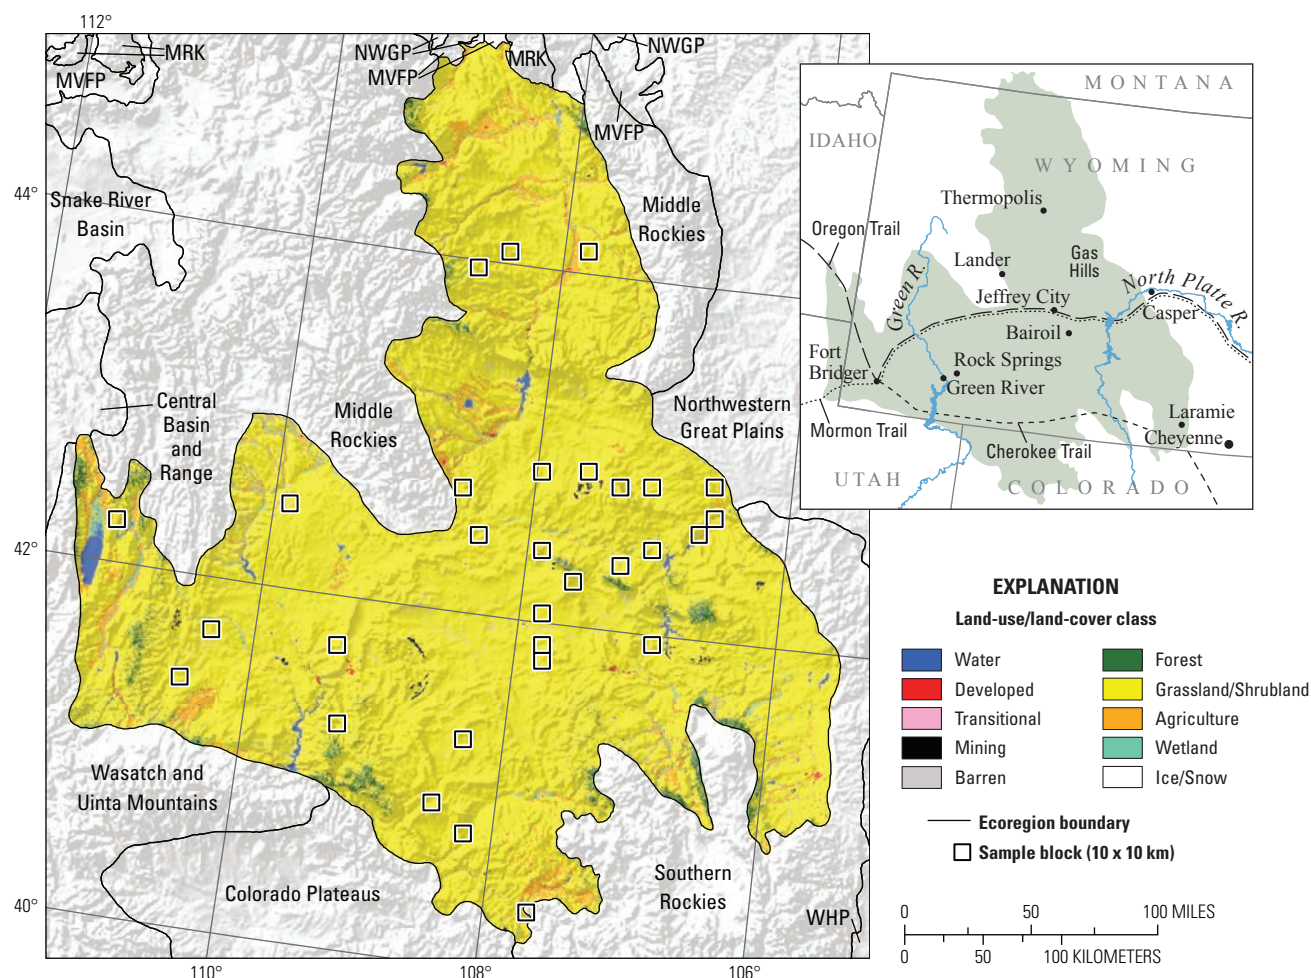 112°
MRK
MVFP
NWGP
MVFP
MRK
NWGP
MVFP
44°
Snake River
Basin
Middle
Rockies
Central
Basin
and
Range
Middle
Rockies
Northwestern
Great Plains
42°
Wasatch and
Uinta Mountains
Colorado Plateaus
Southern
Rockies
WHP
40°
110°
108°
106°
MONTANA
IDAHO
WYOMING
Thermopolis
Oregon Trail
Gas
Hills
Lander
Green R.
North Platte R.
Jeffrey City
Casper
Bairoil
Fort
Bridger
Rock Springs
Green River
Laramie
Mormon Trail
Cheyenne
Cherokee Trail
UTAH
COLORADO
EXPLANATION
Land-use/land-cover class
Water
Developed
Transitional
Mining
Barren
Forest
Grassland/Shrubland
Agriculture
Wetland
Ice/Snow
Ecoregion boundary
Sample block (10 x 10 km)
0 50 100 MILES
0 50 100 KILOMETERS